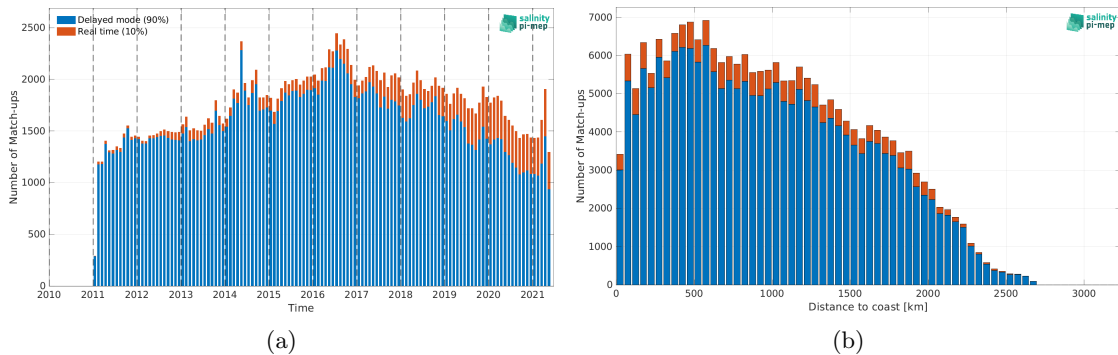 Delayed mode (90%)
Real time (10%)
salinity
pi-mep
Number of Match-ups
2500
2000
1500
1000
500
0
2010 2011 2012 2013 2014 2015 2016 2017 2018 2019 2020 2021
Time
(a)
salinity
pi-mep
Number of Match-ups
7000
6000
5000
4000
3000
2000
1000
0
0 500 1000 1500 2000 2500 3000
Distance to coast [km]
(b)